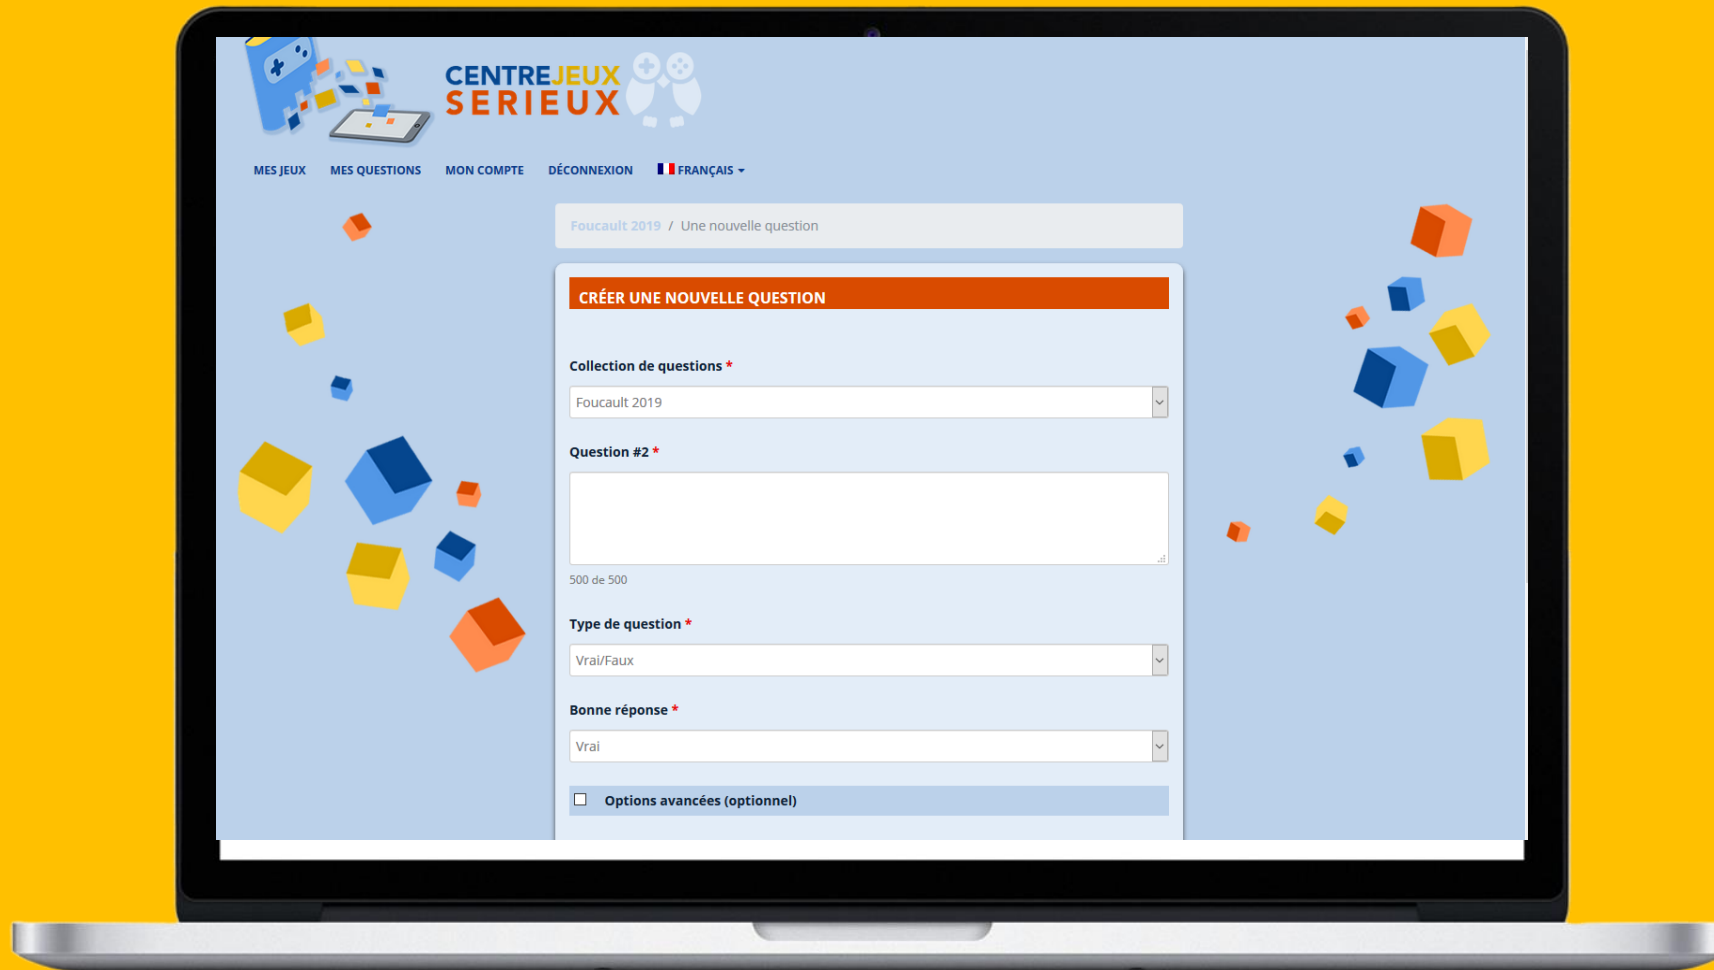 CENTREJEUX
SERIEUX
MES JEUX MES QUESTIONS MON COMPTE DÉCONNEXION FRANÇAIS
Foucault 2019 / Une nouvelle question
CRÉER UNE NOUVELLE QUESTION
Collection de questions *
Foucault 2019
Question #2 *
500 de 500
Type de question *
Vrai/Faux
Bonne réponse *
Vrai
Options avancées (optionnel)